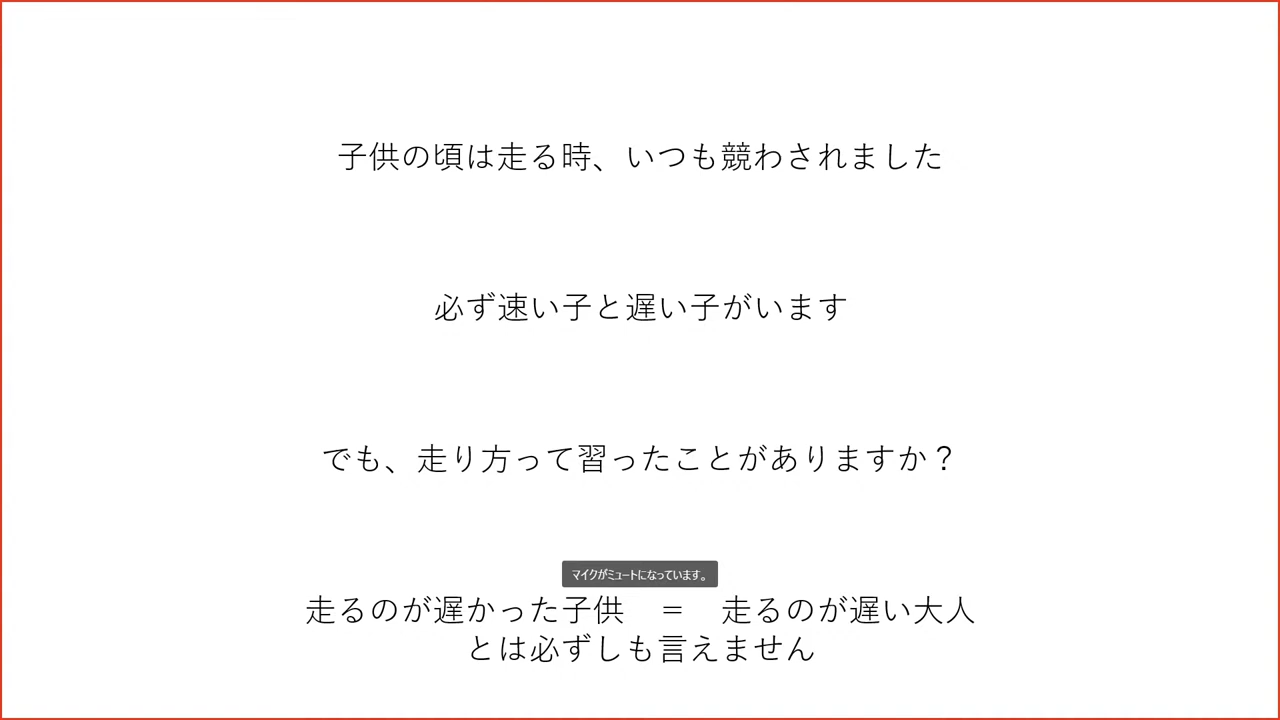 子供の頃は走る時、いつも競わされました
必ず速い子と遅い子がいます
でも、走り方って習ったことがありますか？
マイクがミュートになっています。
走るのが遅かった子供　＝　走るのが遅い大人
とは必ずしも言えません